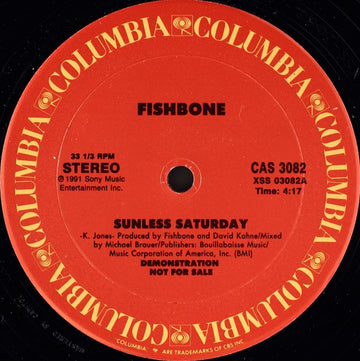 COLUMBIA COLUMBIA COLUMBIA COLUMBIA COLUMBIA COLUMBIA
FISHBONE
33 1/3 RPM
STEREO
℗ 1991 Sony Music
Entertainment Inc.
CAS 3082
XSS 03082A
Time: 4:17
SUNLESS SATURDAY
-K. Jones- Produced by Fishbone and David Kahne/Mixed
by Michael Brauer/Publishers: Bouillabaisse Music/
Music Corporation of America, Inc. (BMI)
DEMONSTRATION
NOT FOR SALE
COLUMBIA, ARE TRADEMARKS OF CBS INC